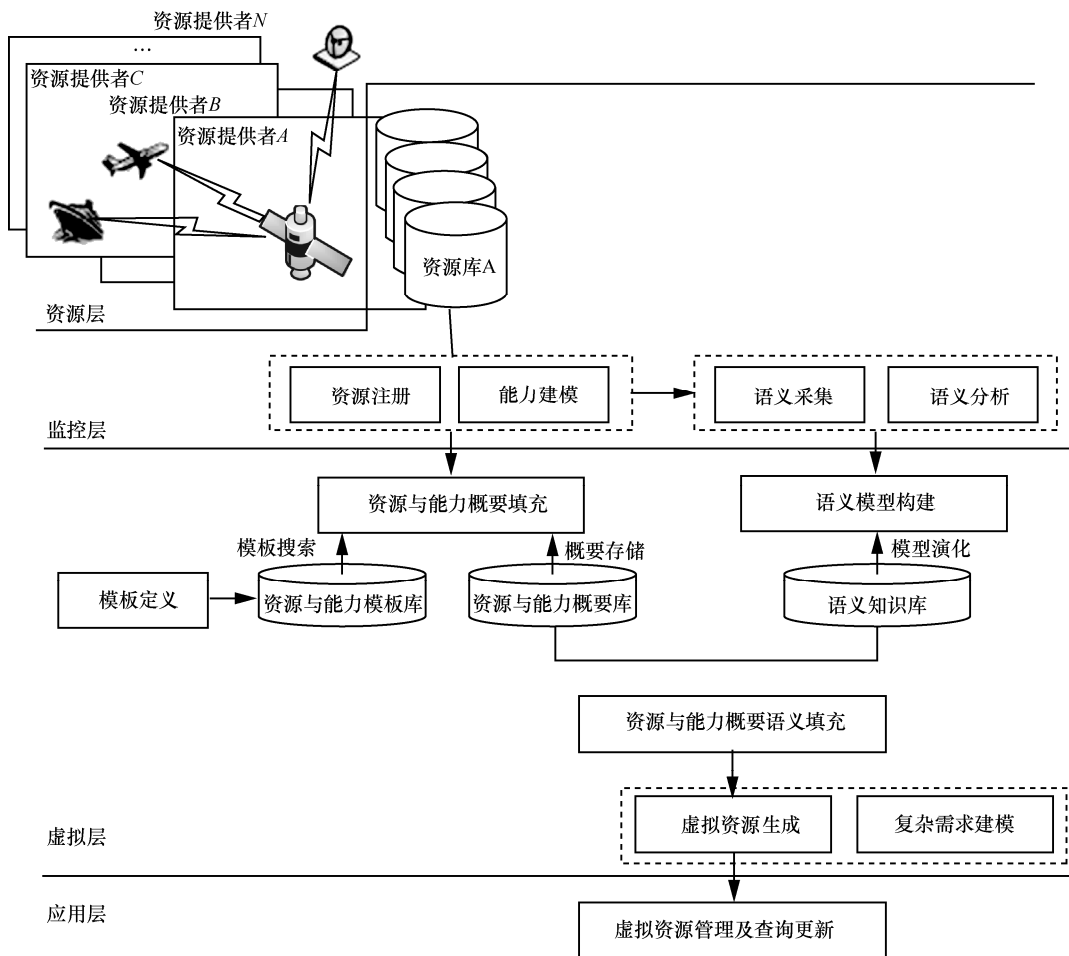 资源提供者N
…
资源提供者C
资源提供者B
资源提供者A
资源库A
资源层
资源注册
能力建模
语义采集
语义分析
监控层
资源与能力概要填充
语义模型构建
模板搜索
概要存储
模型演化
模板定义
资源与能力模板库
资源与能力概要库
语义知识库
资源与能力概要语义填充
虚拟资源生成
复杂需求建模
虚拟层
应用层
虚拟资源管理及查询更新